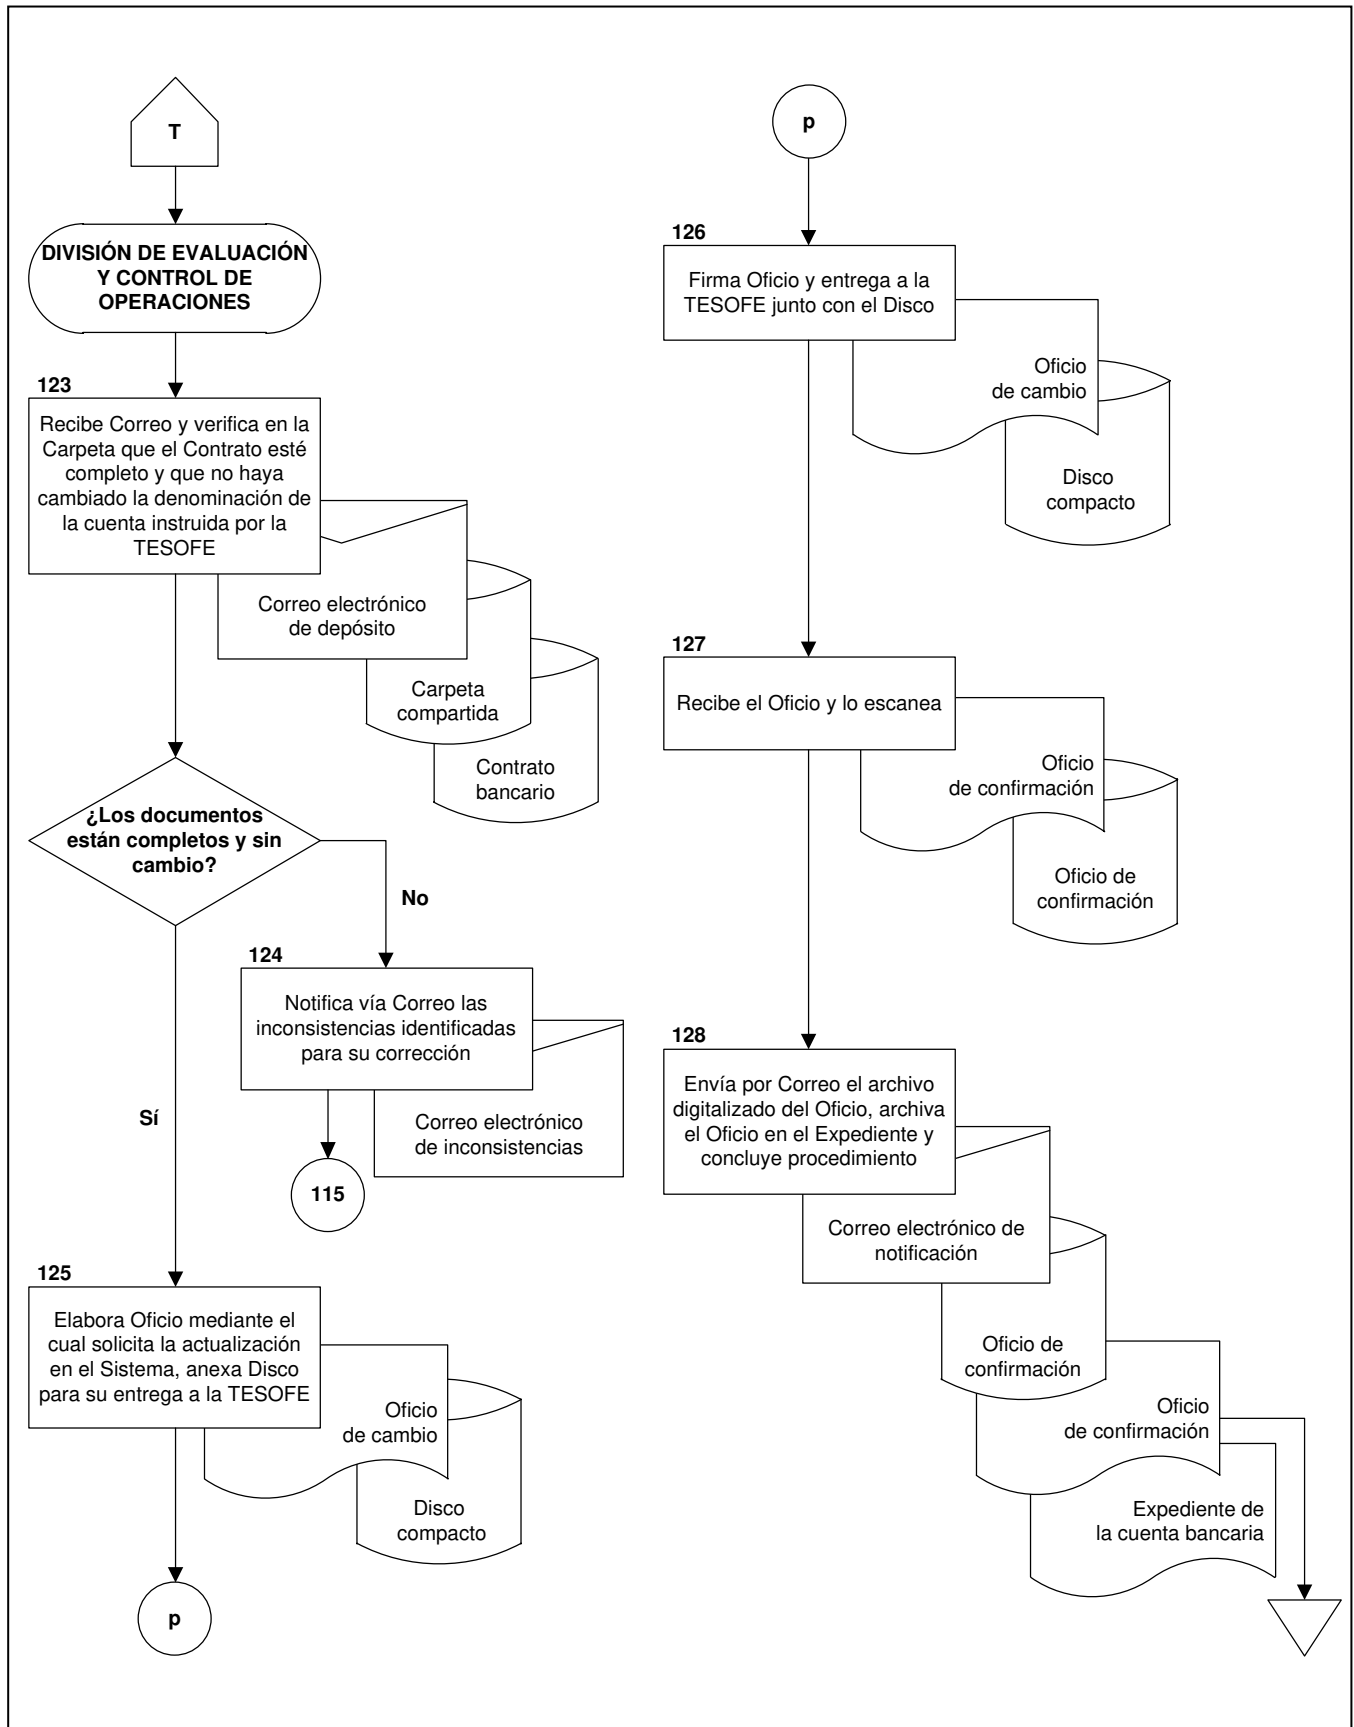 T
DIVISIÓN DE EVALUACIÓN
Y CONTROL DE
OPERACIONES
123
Recibe Correo y verifica en la
Carpeta que el Contrato esté
completo y que no haya
cambiado la denominación de
la cuenta instruida por la
TESOFE
Correo electrónico
de depósito
Carpeta
compartida
Contrato
bancario
¿Los documentos
están completos y sin
cambio?
No
124
Notifica vía Correo las
inconsistencias identificadas
para su corrección
Correo electrónico
de inconsistencias
115
Sí
125
Elabora Oficio mediante el
cual solicita la actualización
en el Sistema, anexa Disco
para su entrega a la TESOFE
Oficio
de cambio
Disco
compacto
p
p
126
Firma Oficio y entrega a la
TESOFE junto con el Disco
Oficio
de cambio
Disco
compacto
127
Recibe el Oficio y lo escanea
Oficio
de confirmación
Oficio de
confirmación
128
Envía por Correo el archivo
digitalizado del Oficio, archiva
el Oficio en el Expediente y
concluye procedimiento
Correo electrónico de
notificación
Oficio de
confirmación
Oficio
de confirmación
Expediente de
la cuenta bancaria